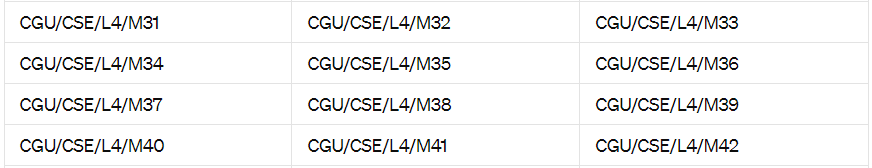 CGU/CSE/L4/M31 CGU/CSE/L4/M32 CGU/CSE/L4/M33
CGU/CSE/L4/M34 CGU/CSE/L4/M35 CGU/CSE/L4/M36
CGU/CSE/L4/M37 CGU/CSE/L4/M38 CGU/CSE/L4/M39
CGU/CSE/L4/M40 CGU/CSE/L4/M41 CGU/CSE/L4/M42